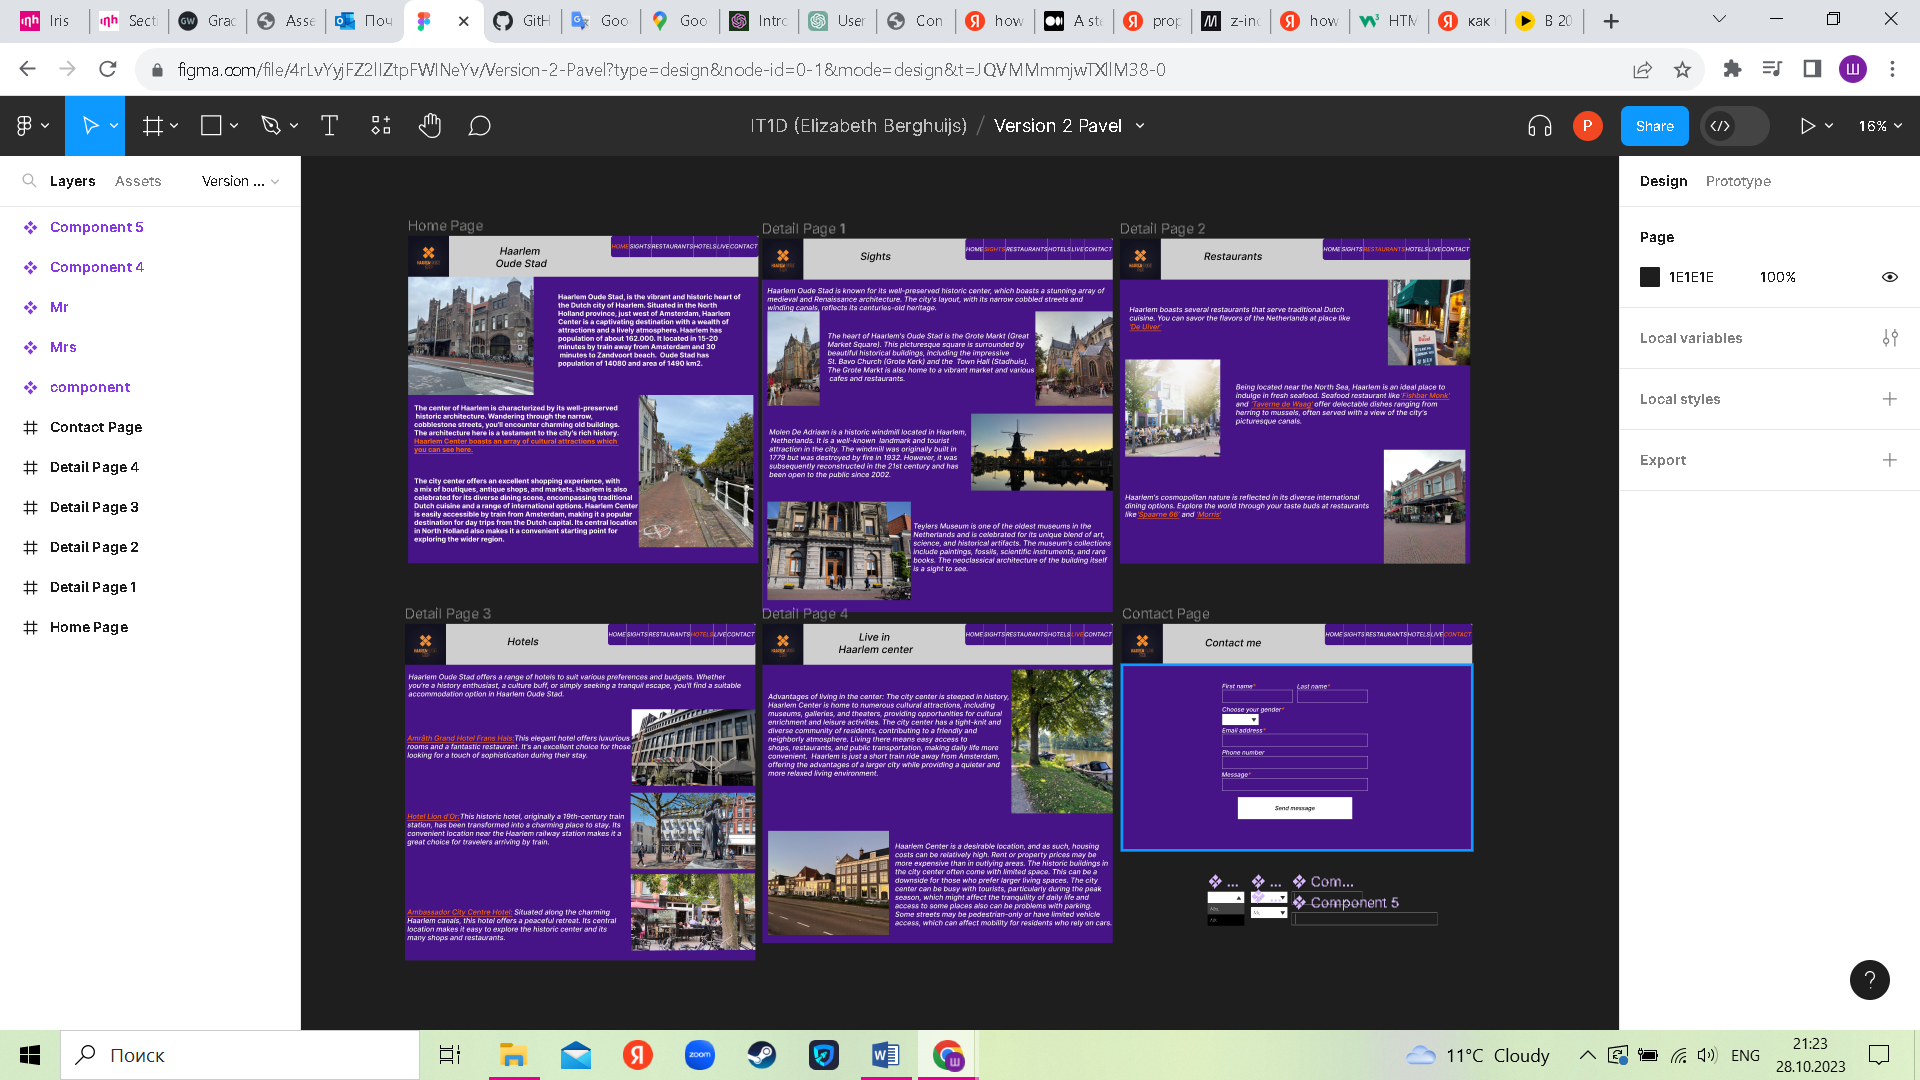 Iris
Secti
Grac
Asse
Поч
GitH
Goo
Goo
Intro
User
Con
how
A ste
prop
z-inc
how
HTM
как
В 20
figma.com/file/4rLvYyjFZ2lIZtpFWINeYv/Version-2-Pavel?type=design&node-id=0-1&mode=design&t=JQVMMmmjwTXllM38-0
Ш
IT1D (Elizabeth Berghuijs) / Version 2 Pavel
P
Share
16%
Layers
Assets
Version ...
Component 5
Component 4
Mr
Mrs
component
Contact Page
Detail Page 4
Detail Page 3
Detail Page 2
Detail Page 1
Home Page
Home Page
Haarlem
Oude Stad
HOME SIGHTS RESTAURANTS HOTELS LIVE CONTACT
Haarlem Oude Stad, is the vibrant and historic heart of
the Dutch city of Haarlem. Situated in the North
Holland province, just west of Amsterdam, Haarlem
Center is a captivating destination with a wealth of
attractions and a lively atmosphere. Haarlem has
population of about 162.000. It located in 15-20
minutes by train away from Amsterdam and 30
minutes to Zandvoort beach. Oude Stad has
population of 14080 and area of 1490 km2.
The center of Haarlem is characterized by its well-preserved
historic architecture. Wandering through the narrow,
cobblestone streets, you'll encounter charming old buildings.
The architecture here is a testament to the city's rich history.
Haarlem Center boasts an array of cultural attractions which
you can see here.
The city center offers an excellent shopping experience, with
a mix of boutiques, antique shops, and markets. Haarlem is also
celebrated for its diverse dining scene, encompassing traditional
Dutch cuisine and a range of international options. Haarlem Center
is easily accessible by train from Amsterdam, making it a popular
destination for day trips from the Dutch capital. Its central location
in North Holland also makes it a convenient starting point for
exploring the wider region.
Detail Page 1
Sights
HOME SIGHTS RESTAURANTS HOTELS LIVE CONTACT
Haarlem Oude Stad is known for its well-preserved historic center, which boasts a stunning array of
medieval and Renaissance architecture. The city's layout, with its narrow cobbled streets and
winding canals, reflects its centuries-old heritage.
The heart of Haarlem's Oude Stad is the Grote Markt (Great
Market Square). This picturesque square is surrounded by
beautiful historical buildings, including the impressive
St. Bavo Church (Grote Kerk) and the Town Hall (Stadhuis).
The Grote Markt is also home to a vibrant market and various
cafes and restaurants.
Molen De Adriaan is a historic windmill located in Haarlem,
Netherlands. It is a well-known landmark and tourist
attraction in the city. The windmill was originally built in
1779 but was destroyed by fire in 1932. However, it was
subsequently reconstructed in the 21st century and has
been open to the public since 2002.
Teylers Museum is one of the oldest museums in the
Netherlands and is celebrated for its unique blend of art,
science, and historical artifacts. The museum's collections
include paintings, fossils, scientific instruments, and rare
books. The neoclassical architecture of the building itself
is a sight to see.
Detail Page 2
Restaurants
HOME SIGHTS RESTAURANTS HOTELS LIVE CONTACT
Haarlem boasts several restaurants that serve traditional Dutch
cuisine. You can savor the flavors of the Netherlands at place like
'De Ulver'
Being located near the North Sea, Haarlem is an ideal place to
indulge in fresh seafood. Seafood restaurant like 'Fishbar Monk'
and 'Taverne de Waag' offer delectable dishes ranging from
herring to mussels, often served with a view of the city's
picturesque canals.
Haarlem's cosmopolitan nature is reflected in its diverse international
dining options. Explore the world through your taste buds at restaurants
like 'Spaarne 66' and 'Morris'
Detail Page 3
Hotels
HOME SIGHTS RESTAURANTS HOTELS LIVE CONTACT
Haarlem Oude Stad offers a range of hotels to suit various preferences and budgets. Whether
you're a history enthusiast, a culture buff, or simply seeking a tranquil escape, you'll find a suitable
accommodation option in Haarlem Oude Stad.
Amrâth Grand Hotel Frans Hals: This elegant hotel offers luxurious
rooms and a fantastic restaurant. It's an excellent choice for those
looking for a touch of sophistication during their stay.
Hotel Lion d'Or: This historic hotel, originally a 19th-century train
station, has been transformed into a charming place to stay. Its
convenient location near the Haarlem railway station makes it a
great choice for travelers arriving by train.
Ambassador City Centre Hotel: Situated along the charming
Haarlem canals, this hotel offers a peaceful retreat. Its central
location makes it easy to explore the historic center and its
many shops and restaurants.
Detail Page 4
Live in
Haarlem center
HOME SIGHTS RESTAURANTS HOTELS LIVE CONTACT
Advantages of living in the center: The city center is steeped in history,
Haarlem Center is home to numerous cultural attractions, including
museums, galleries, and theaters, providing opportunities for cultural
enrichment and leisure activities. The city center has a tight-knit and
diverse community of residents, contributing to a friendly and
neighborly atmosphere. Living there means easy access to
shops, restaurants, and public transportation, making daily life more
convenient. Haarlem is just a short train ride away from Amsterdam,
offering the advantages of a larger city while providing a quieter and
more relaxed living environment.
Haarlem Center is a desirable location, and as such, housing
costs can be relatively high. Rent or property prices may be
more expensive than in outlying areas. The historic buildings in
the city center often come with limited space. This can be a
downside for those who prefer larger living spaces. The city
center can be busy with tourists, particularly during the peak
season, which might affect the tranquility of daily life and
access to some places also can be problems with parking.
Some streets may be pedestrian-only or have limited vehicle
access, which can affect mobility for residents who rely on cars.
Contact Page
Contact me
HOME SIGHTS RESTAURANTS HOTELS LIVE CONTACT
First name*
Last name*
Choose your gender*
Email address*
Phone number
Message*
Send message
...
...
Com...
Component 5
Design
Prototype
Page
1E1E1E
100%
Local variables
Local styles
Export
?
Поиск
zoom
11°C Cloudy
ENG
21:23
28.10.2023